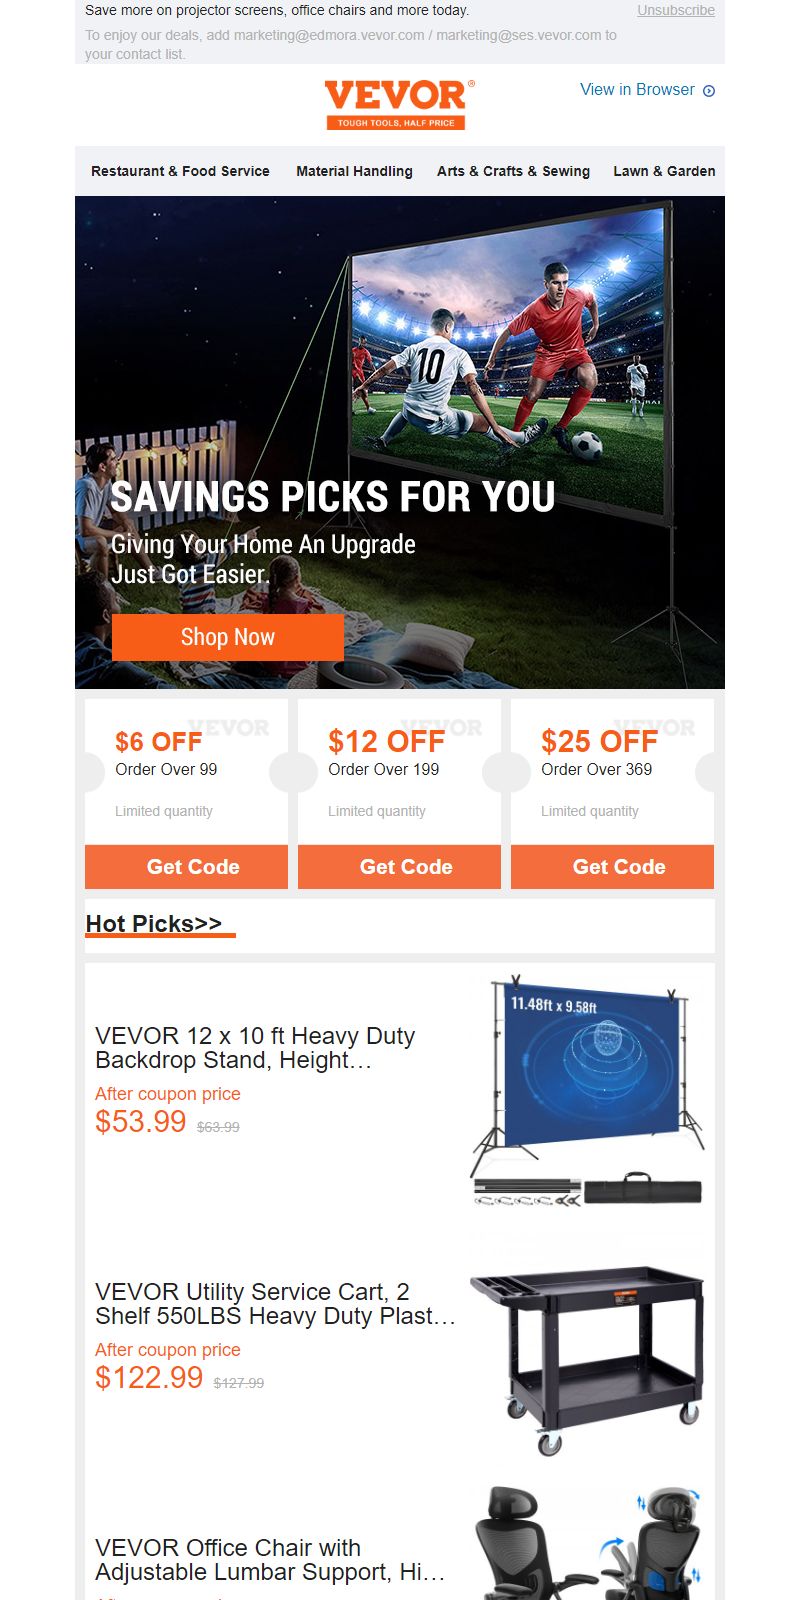 Save more on projector screens, office chairs and more today.
Unsubscribe
To enjoy our deals, add marketing@edmora.vevor.com / marketing@ses.vevor.com to
your contact list.
VEVOR®
TOUGH TOOLS, HALF PRICE
View in Browser
Restaurant & Food Service Material Handling Arts & Crafts & Sewing Lawn & Garden
10
SAVINGS PICKS FOR YOU
Giving Your Home An Upgrade
Just Got Easier.
Shop Now
VEVOR VEVOR VEVOR
$6 OFF $12 OFF $25 OFF
Order Over 99 Order Over 199 Order Over 369
Limited quantity Limited quantity Limited quantity
Get Code Get Code Get Code
Hot Picks>>
11.48ft x 9.58ft
VEVOR 12 x 10 ft Heavy Duty
Backdrop Stand, Height…
After coupon price
$53.99 $63.99
VEVOR Utility Service Cart, 2
Shelf 550LBS Heavy Duty Plast…
After coupon price
$122.99 $127.99
VEVOR Office Chair with
Adjustable Lumbar Support, Hi…